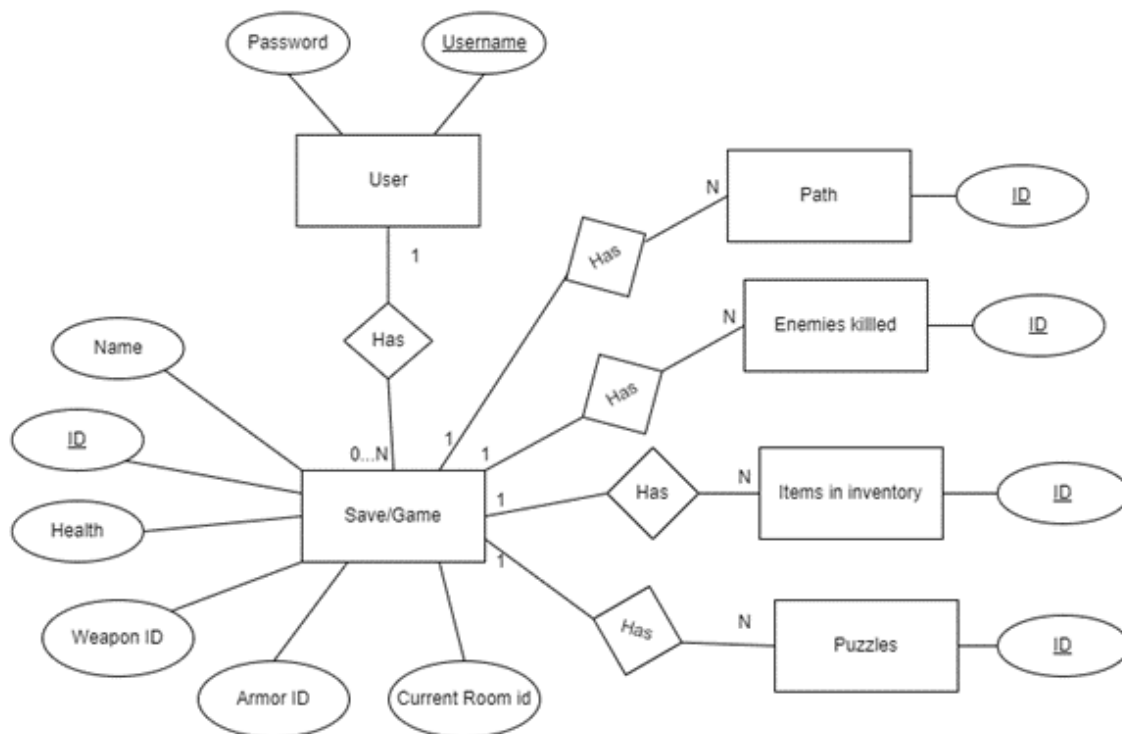 Password
Username
User
1
Has
0...N
Name
ID
Health
Weapon ID
Armor ID
Current Room id
Save/Game
1
Has
N
Path
ID
1
Has
N
Enemies killled
ID
1
Has
N
Items in inventory
ID
1
Has
N
Puzzles
ID